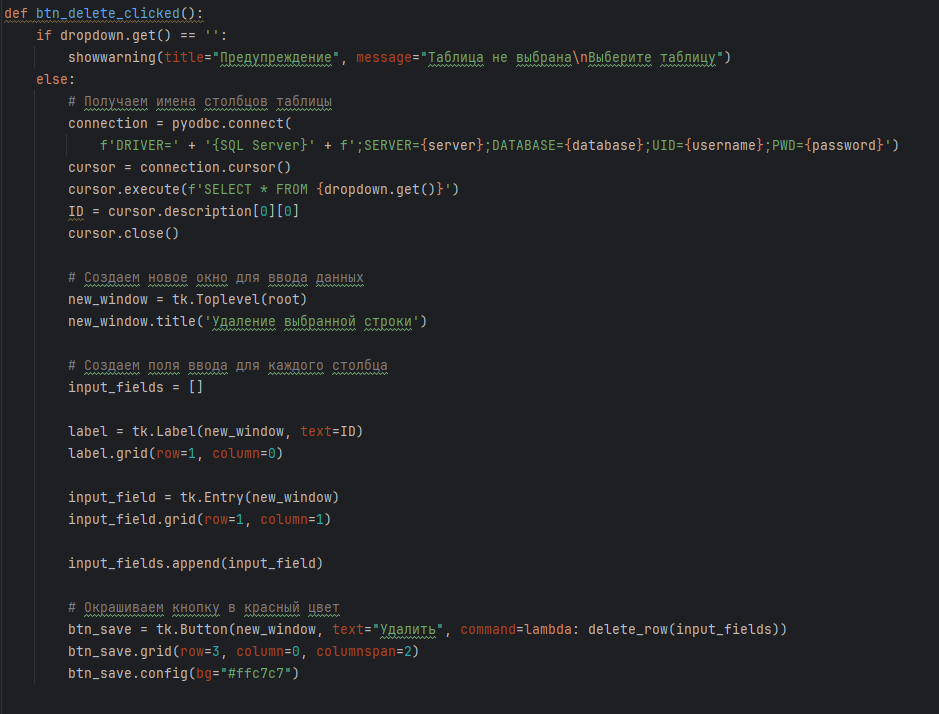 def btn_delete_clicked():
    if dropdown.get() == '':
        showwarning(title="Предупреждение", message="Таблица не выбрана\nВыберите таблицу")
    else:
        # Получаем имена столбцов таблицы
        connection = pyodbc.connect(
            f'DRIVER=' + '{SQL Server}' + f';SERVER={server};DATABASE={database};UID={username};PWD={password}')
        cursor = connection.cursor()
        cursor.execute(f'SELECT * FROM {dropdown.get()}')
        ID = cursor.description[0][0]
        cursor.close()

        # Создаем новое окно для ввода данных
        new_window = tk.Toplevel(root)
        new_window.title('Удаление выбранной строки')

        # Создаем поля ввода для каждого столбца
        input_fields = []

        label = tk.Label(new_window, text=ID)
        label.grid(row=1, column=0)

        input_field = tk.Entry(new_window)
        input_field.grid(row=1, column=1)

        input_fields.append(input_field)

        # Окрашиваем кнопку в красный цвет
        btn_save = tk.Button(new_window, text="Удалить", command=lambda: delete_row(input_fields))
        btn_save.grid(row=3, column=0, columnspan=2)
        btn_save.config(bg="#ffc7c7")